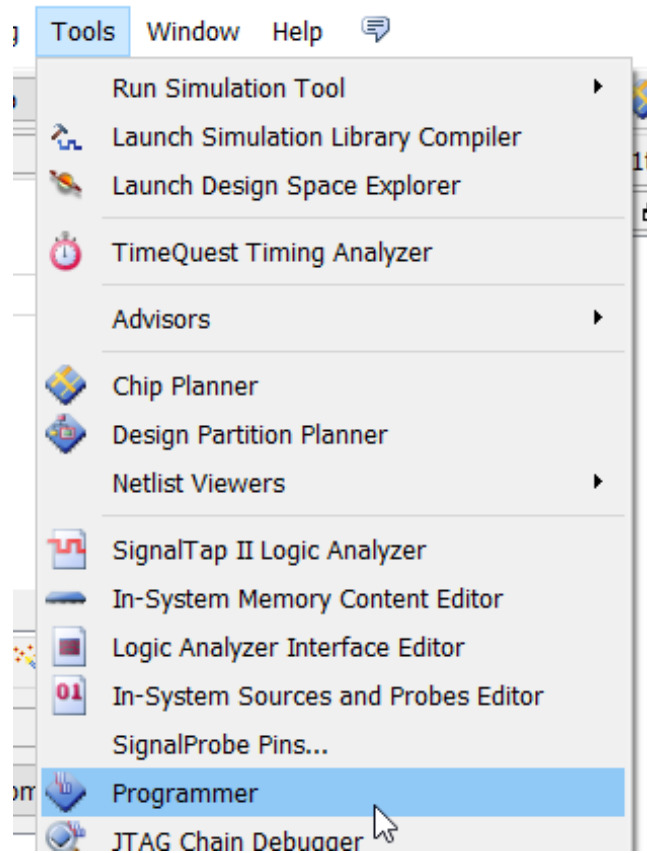 Tools Window Help
Run Simulation Tool
Launch Simulation Library Compiler
Launch Design Space Explorer
TimeQuest Timing Analyzer
Advisors
Chip Planner
Design Partition Planner
Netlist Viewers
SignalTap II Logic Analyzer
In-System Memory Content Editor
Logic Analyzer Interface Editor
01 In-System Sources and Probes Editor
SignalProbe Pins...
Programmer
JTAG Chain Debugger